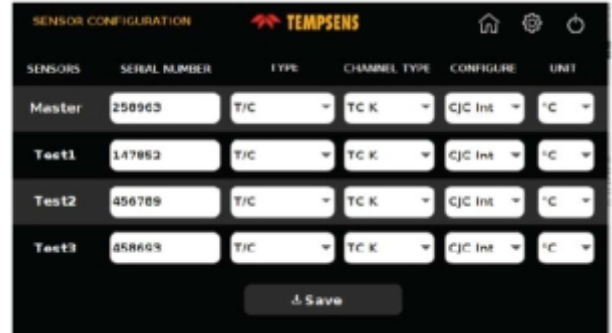 SENSOR CONFIGURATION TEMPSENS
SENSORS SERIAL NUMBER TYPE CHANNEL TYPE CONFIGURE UNIT
Master 258963 T/C TC K CJC Int °C
Test1 147852 T/C TC K CJC Int °C
Test2 456789 T/C TC K CJC Int °C
Test3 458693 T/C TC K CJC Int °C
Save